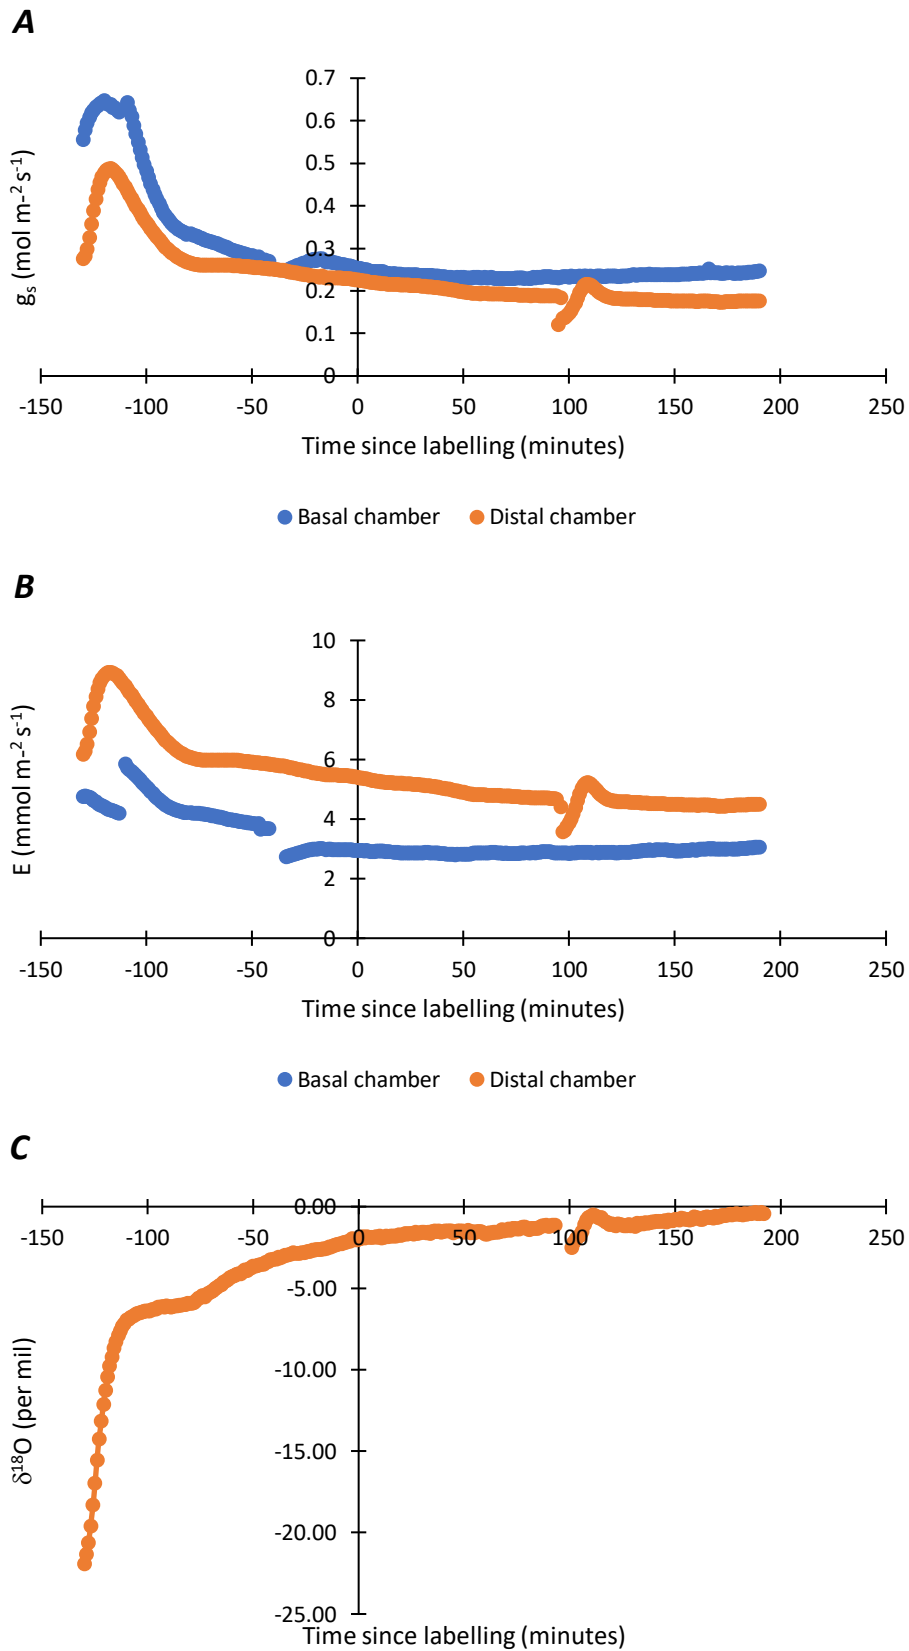 A
0.7
0.6
0.5
0.4
0.3
0.2
0.1
0
-150 -100 -50 0 50 100 150 200 250
gs (mol m-2 s-1)
Time since labelling (minutes)
Basal chamber Distal chamber
B
10
8
6
4
2
0
-150 -100 -50 0 50 100 150 200 250
E (mmol m-2 s-1)
Time since labelling (minutes)
Basal chamber Distal chamber
C
0.00
-150 -100 -50 0 50 100 150 200 250
-5.00
-10.00
-15.00
-20.00
-25.00
δ18O (per mil)
Time since labelling (minutes)